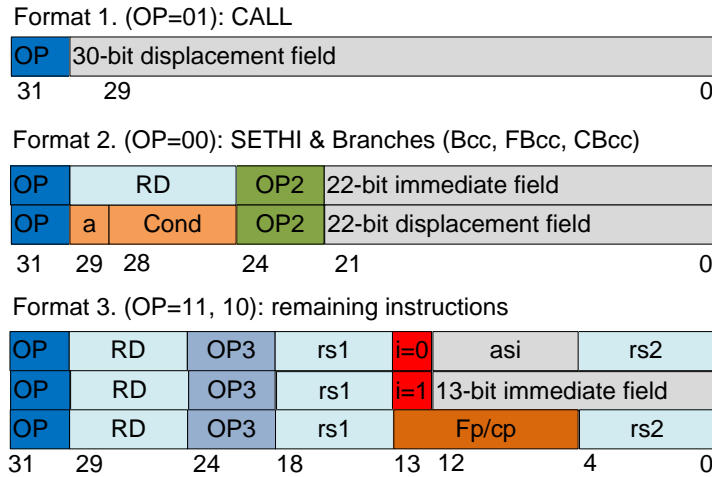 Format 1. (OP=01): CALL
OP 30-bit displacement field
31 29 0
Format 2. (OP=00): SETHI & Branches (Bcc, FBcc, CBcc)
OP RD OP2 22-bit immediate field
OP a Cond OP2 22-bit displacement field
31 29 28 24 21 0
Format 3. (OP=11, 10): remaining instructions
OP RD OP3 rs1 i=0 asi rs2
OP RD OP3 rs1 i=1 13-bit immediate field
OP RD OP3 rs1 Fp/cp rs2
31 29 24 18 13 12 4 0